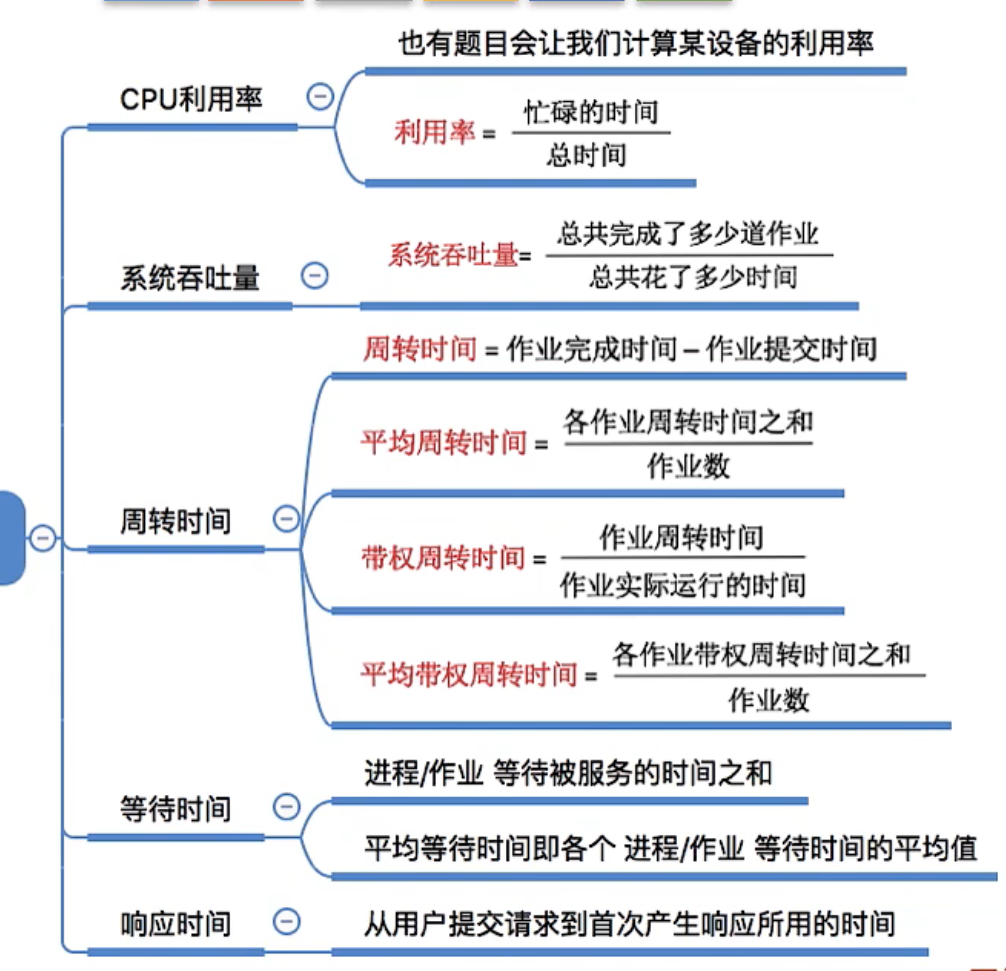 也有题目会让我们计算某设备的利用率
CPU利用率
利用率 = 忙碌的时间 / 总时间
系统吞吐量
系统吞吐量= 总共完成了多少道作业 / 总共花了多少时间
周转时间 = 作业完成时间 – 作业提交时间
平均周转时间 = 各作业周转时间之和 / 作业数
周转时间
带权周转时间 = 作业周转时间 / 作业实际运行的时间
平均带权周转时间 = 各作业带权周转时间之和 / 作业数
进程/作业 等待被服务的时间之和
等待时间
平均等待时间即各个 进程/作业 等待时间的平均值
响应时间
从用户提交请求到首次产生响应所用的时间